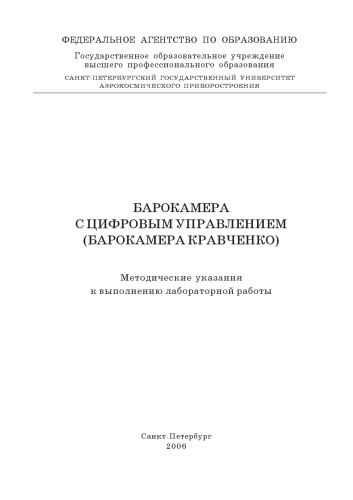 ФЕДЕРАЛЬНОЕ АГЕНТСТВО ПО ОБРАЗОВАНИЮ
Государственное образовательное учреждение
высшего профессионального образования
САНКТ-ПЕТЕРБУРГСКИЙ ГОСУДАРСТВЕННЫЙ УНИВЕРСИТЕТ
АЭРОКОСМИЧЕСКОГО ПРИБОРОСТРОЕНИЯ
БАРОКАМЕРА
С ЦИФРОВЫМ УПРАВЛЕНИЕМ
(БАРОКАМЕРА КРАВЧЕНКО)
Методические указания
к выполнению лабораторной работы
Санкт-Петербург
2006